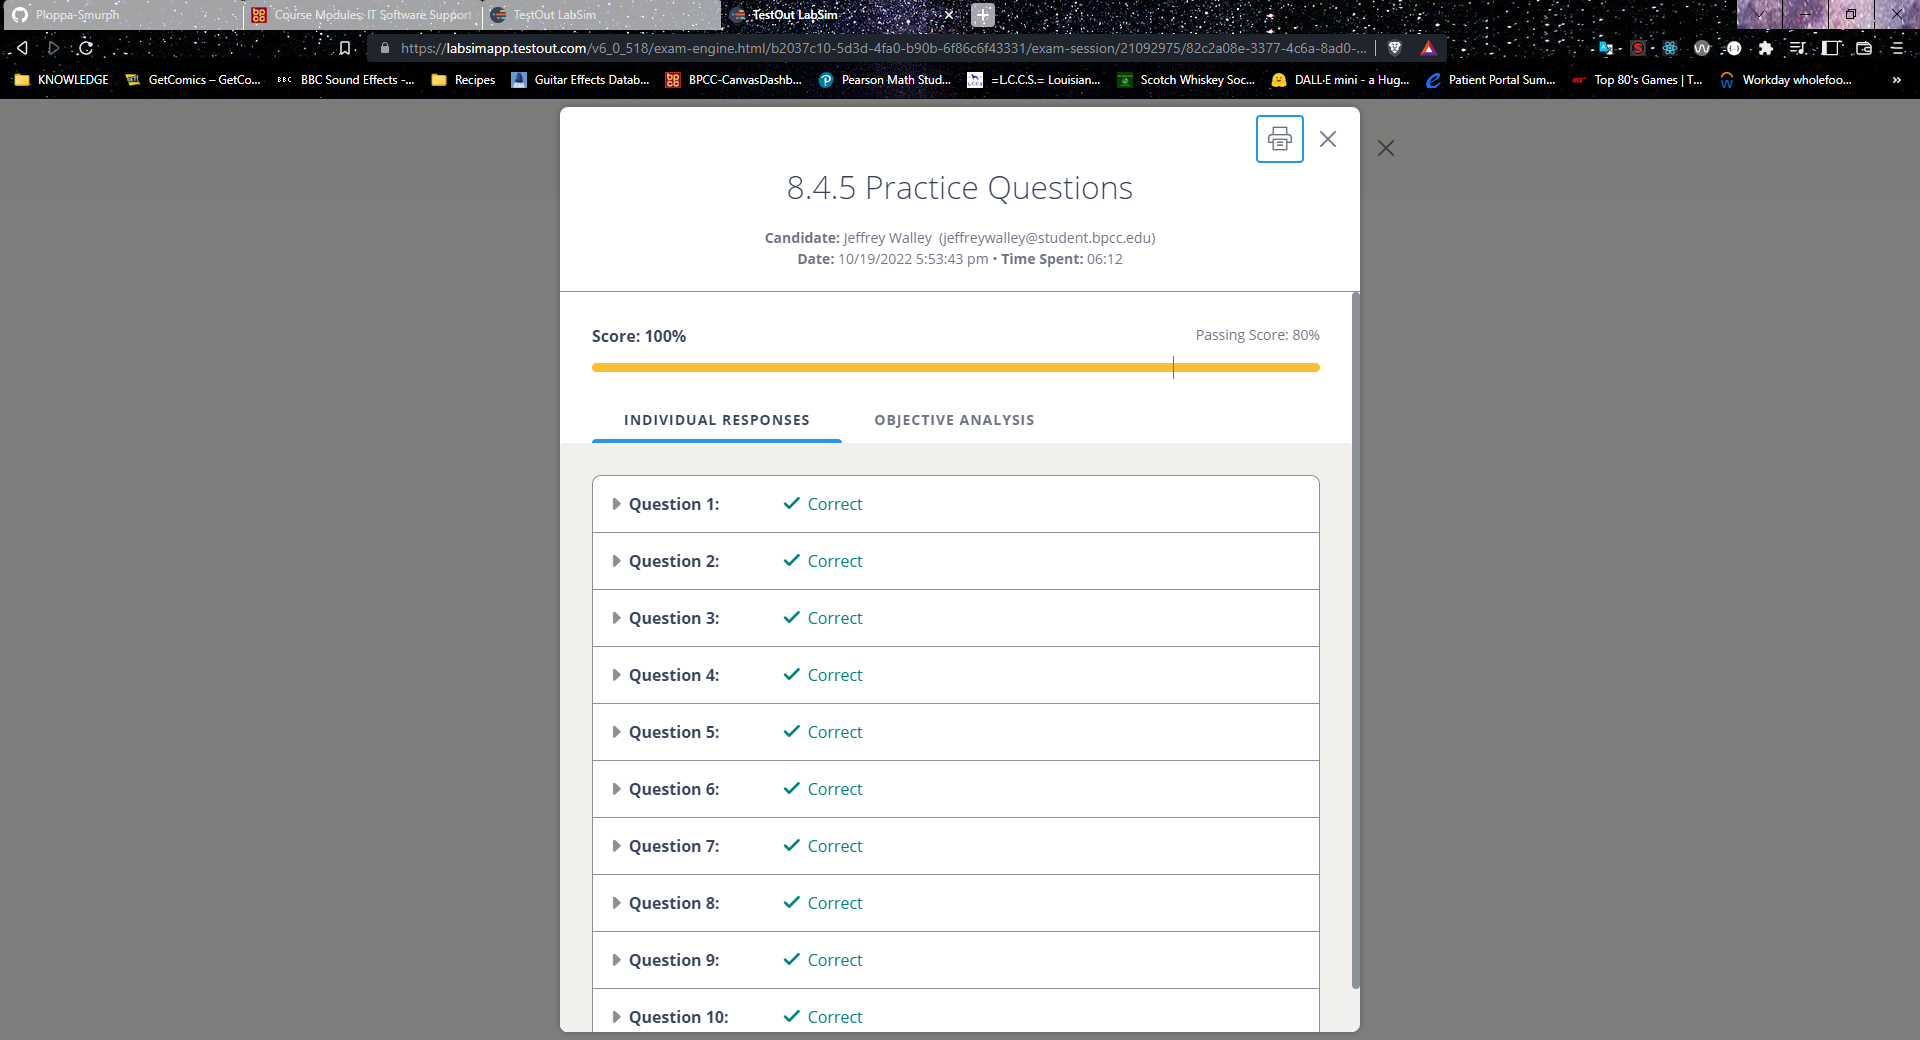 Ploppa-Smurph
Course Modules: IT Software Support
TestOut LabSim
TestOut LabSim
https://labsimapp.testout.com/v6_0_518/exam-engine.html/b2037c10-5d3d-4fa0-b90b-6f86c6f43331/exam-session/21092975/82c2a08e-3377-4c6a-8ad0-...
KNOWLEDGE
GetComics – GetCo...
BBC BBC Sound Effects -...
Recipes
Guitar Effects Datab...
BPCC-CanvasDashb...
Pearson Math Stud...
=L.C.C.S.= Louisian...
Scotch Whiskey Soc...
DALL·E mini - a Hug...
Patient Portal Sum...
Top 80's Games | T...
Workday wholefoo...
»
8.4.5 Practice Questions
Candidate: Jeffrey Walley (jeffreywalley@student.bpcc.edu)
Date: 10/19/2022 5:53:43 pm • Time Spent: 06:12
Score: 100%
Passing Score: 80%
INDIVIDUAL RESPONSES
OBJECTIVE ANALYSIS
Question 1: Correct
Question 2: Correct
Question 3: Correct
Question 4: Correct
Question 5: Correct
Question 6: Correct
Question 7: Correct
Question 8: Correct
Question 9: Correct
Question 10: Correct